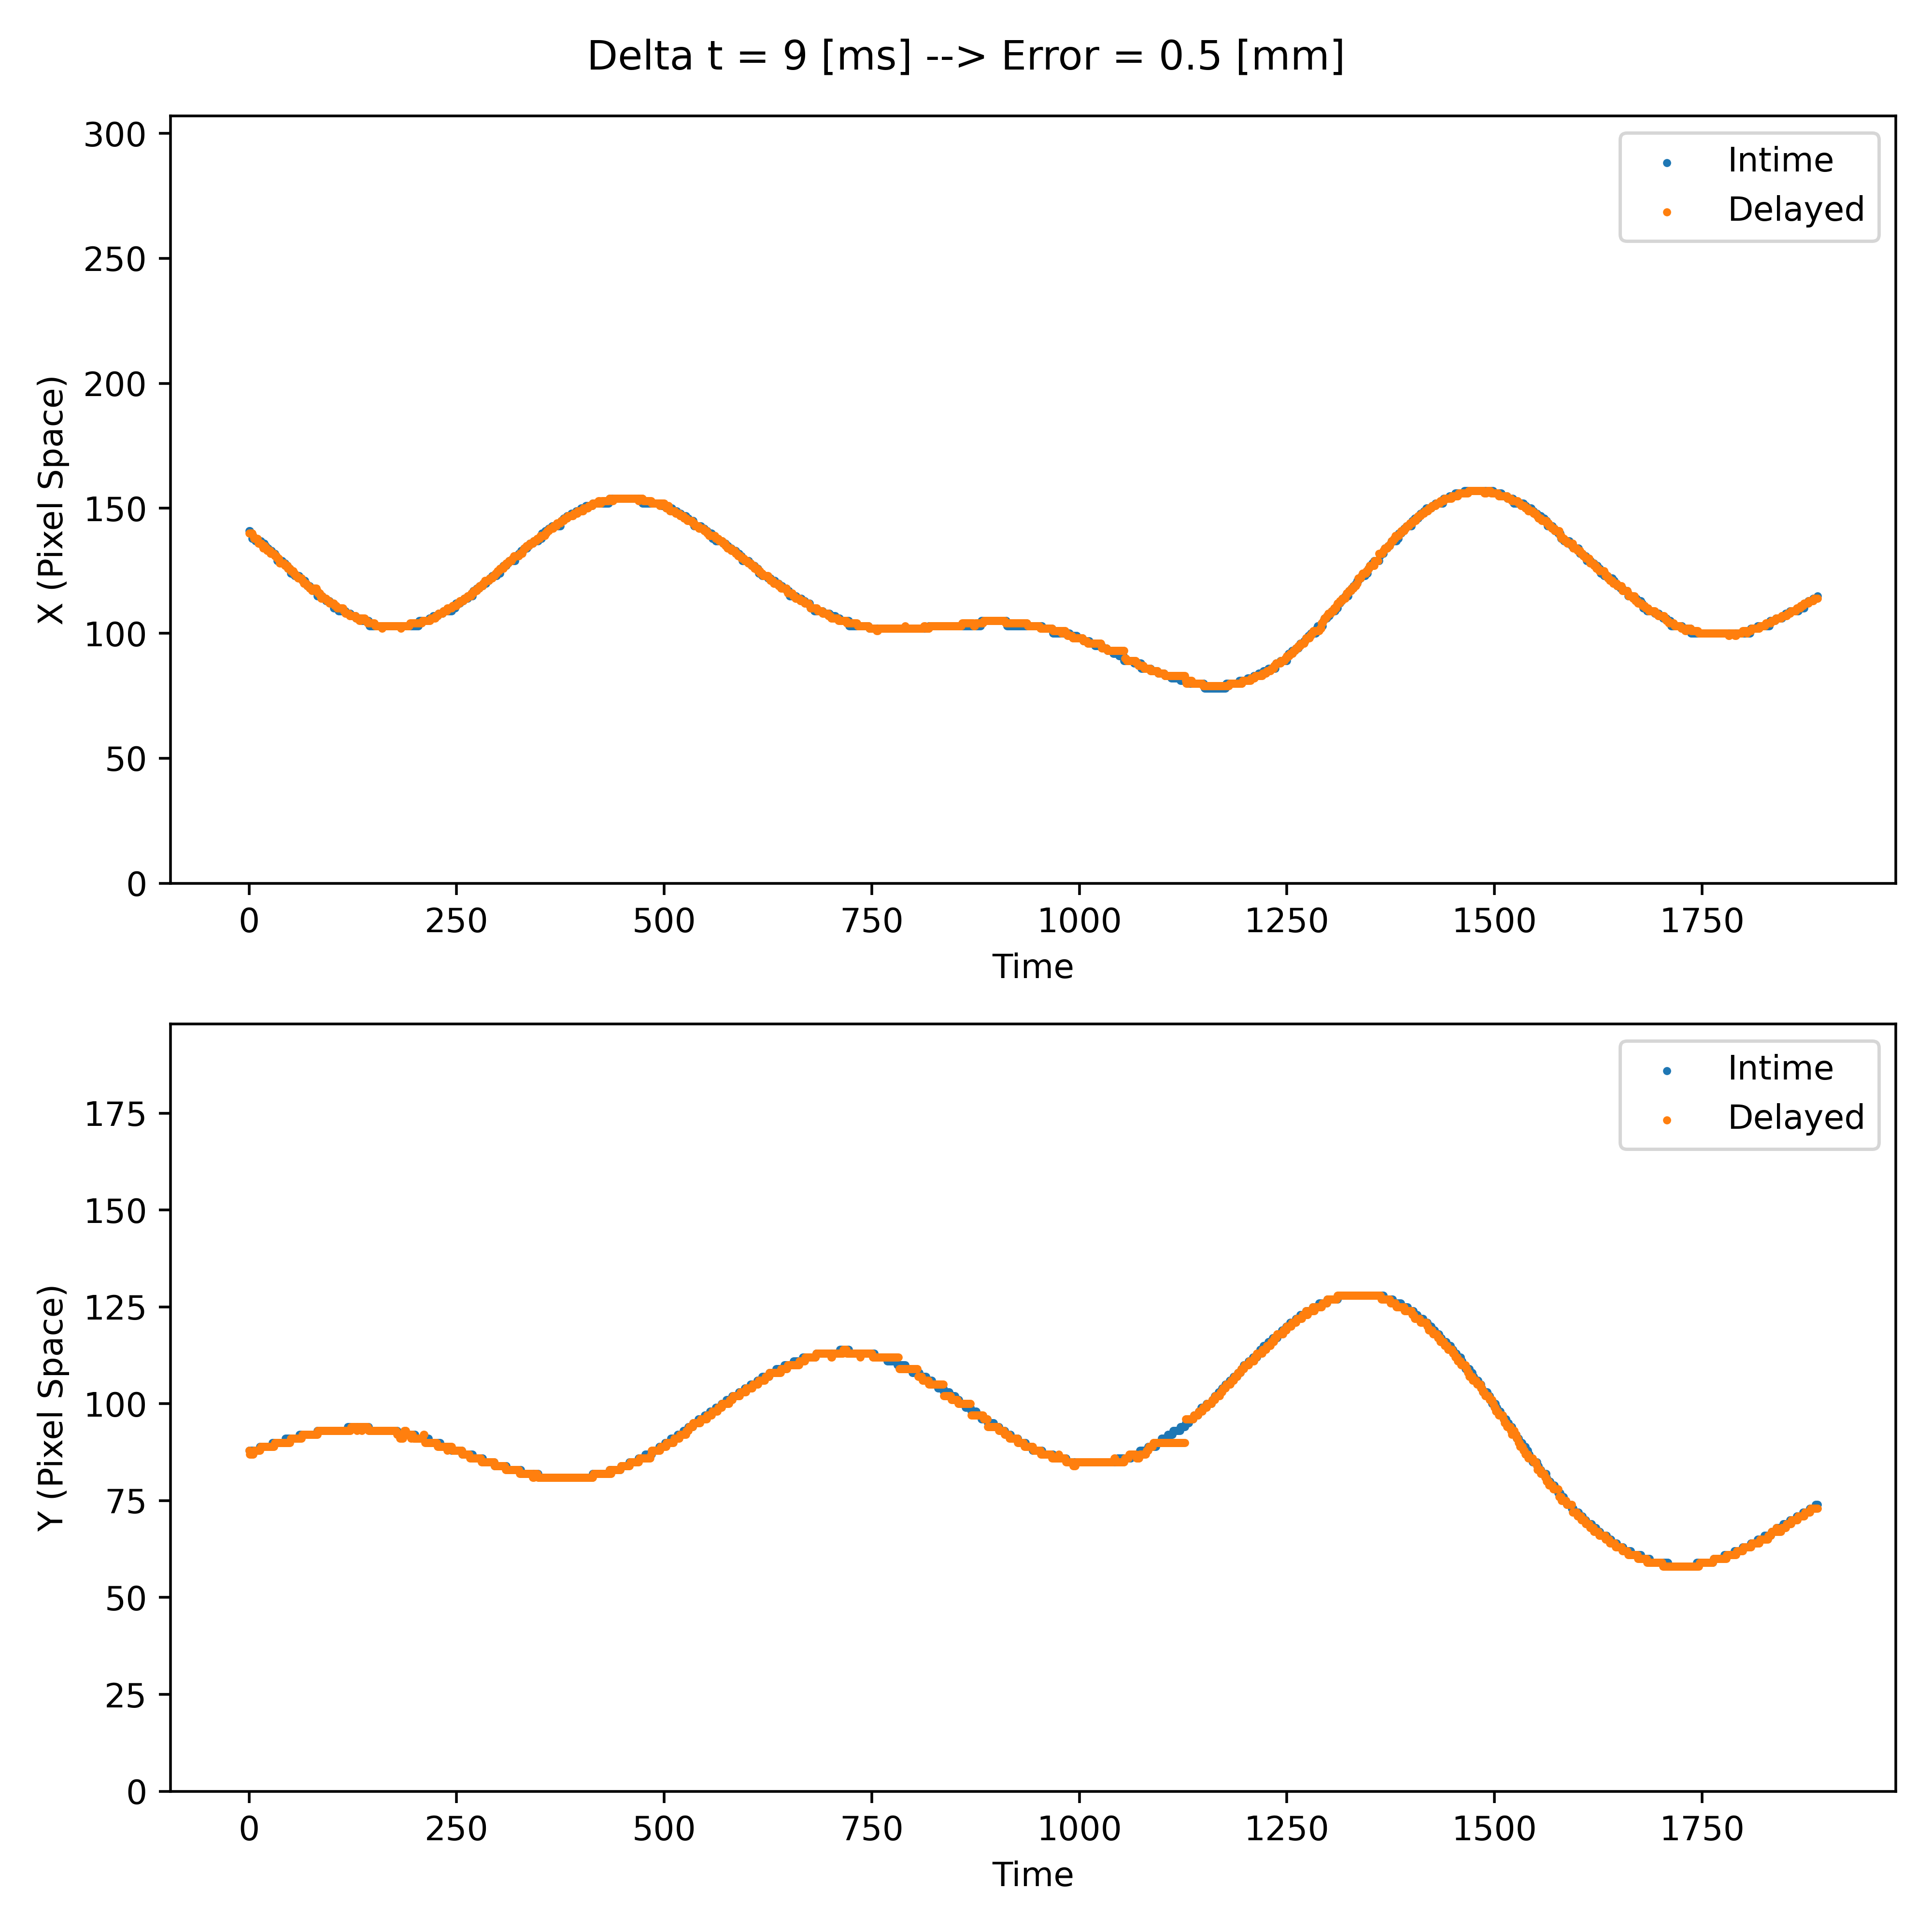 Delta t = 9 [ms] --> Error = 0.5 [mm]
300
250
200
150
100
50
0
X (Pixel Space)
Intime
Delayed
0 250 500 750 1000 1250 1500 1750
Time
175
150
125
100
75
50
25
0
Y (Pixel Space)
Intime
Delayed
0 250 500 750 1000 1250 1500 1750
Time